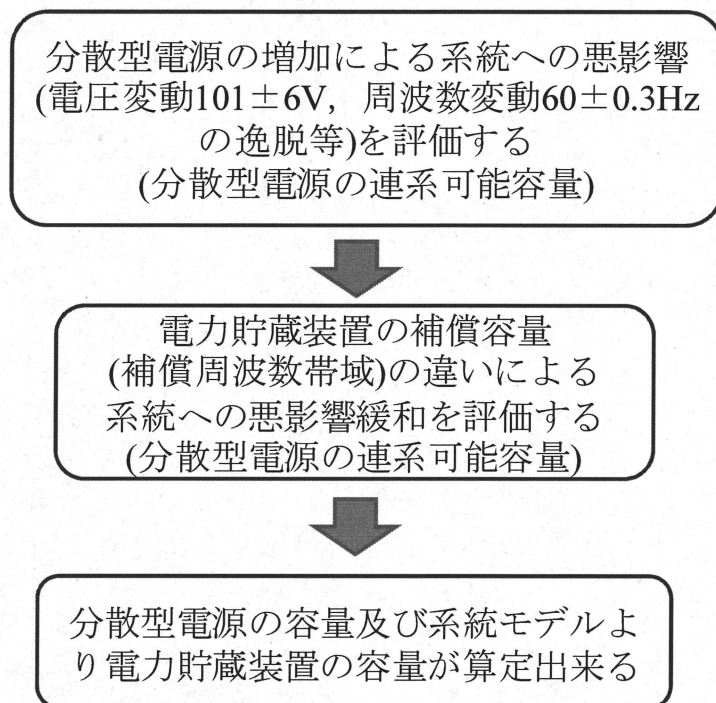 分散型電源の増加による系統への悪影響
(電圧変動101±6V，周波数変動60±0.3Hz
の逸脱等)を評価する
(分散型電源の連系可能容量)
電力貯蔵装置の補償容量
(補償周波数帯域)の違いによる
系統への悪影響緩和を評価する
(分散型電源の連系可能容量)
分散型電源の容量及び系統モデルよ
り電力貯蔵装置の容量が算定出来る